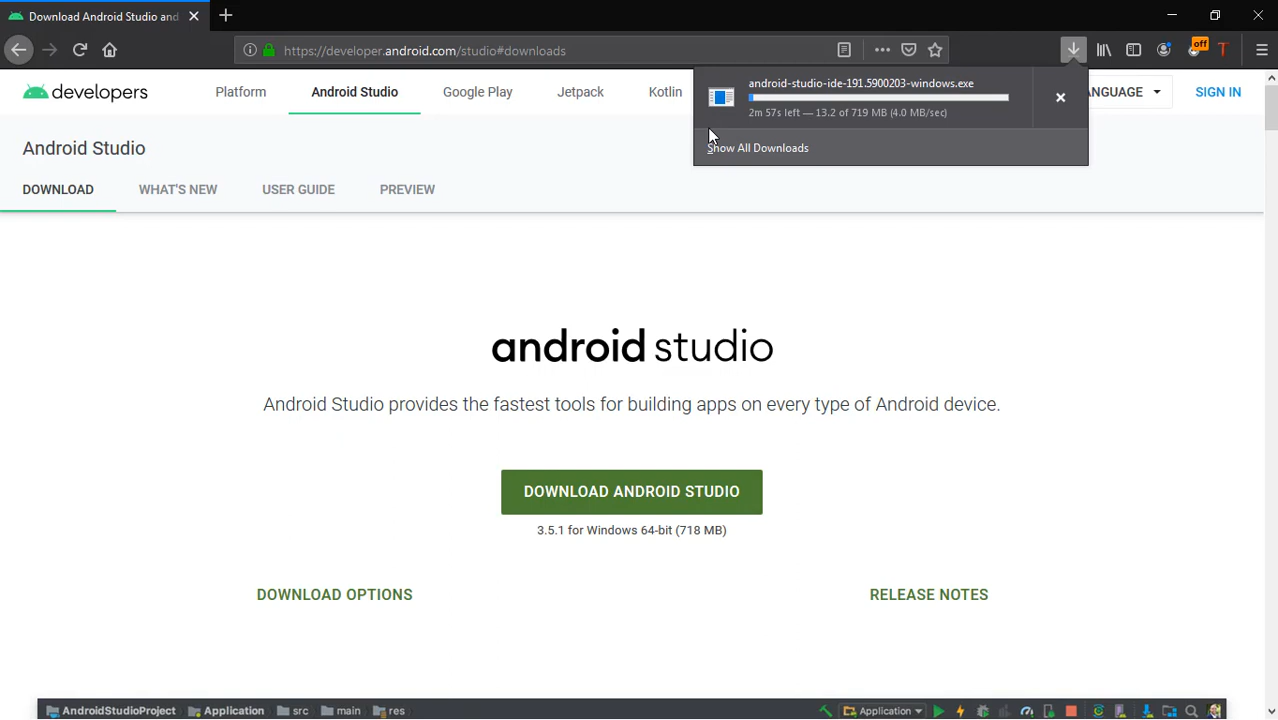 Download Android Studio and
https://developer.android.com/studio#downloads
off
T
developers
Platform
Android Studio
Google Play
Jetpack
Kotlin
ANGUAGE
SIGN IN
android-studio-ide-191.5900203-windows.exe
2m 57s left — 13.2 of 719 MB (4.0 MB/sec)
Show All Downloads
Android Studio
DOWNLOAD
WHAT'S NEW
USER GUIDE
PREVIEW
android studio
Android Studio provides the fastest tools for building apps on every type of Android device.
DOWNLOAD ANDROID STUDIO
3.5.1 for Windows 64-bit (718 MB)
DOWNLOAD OPTIONS
RELEASE NOTES
AndroidStudioProject
Application
src
main
res
Application